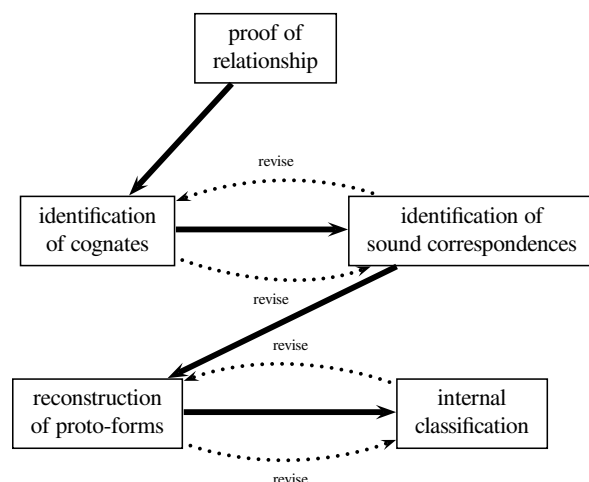 proof of
relationship
revise
identification
of cognates
identification of
sound correspondences
revise
revise
reconstruction
of proto-forms
internal
classification
revise